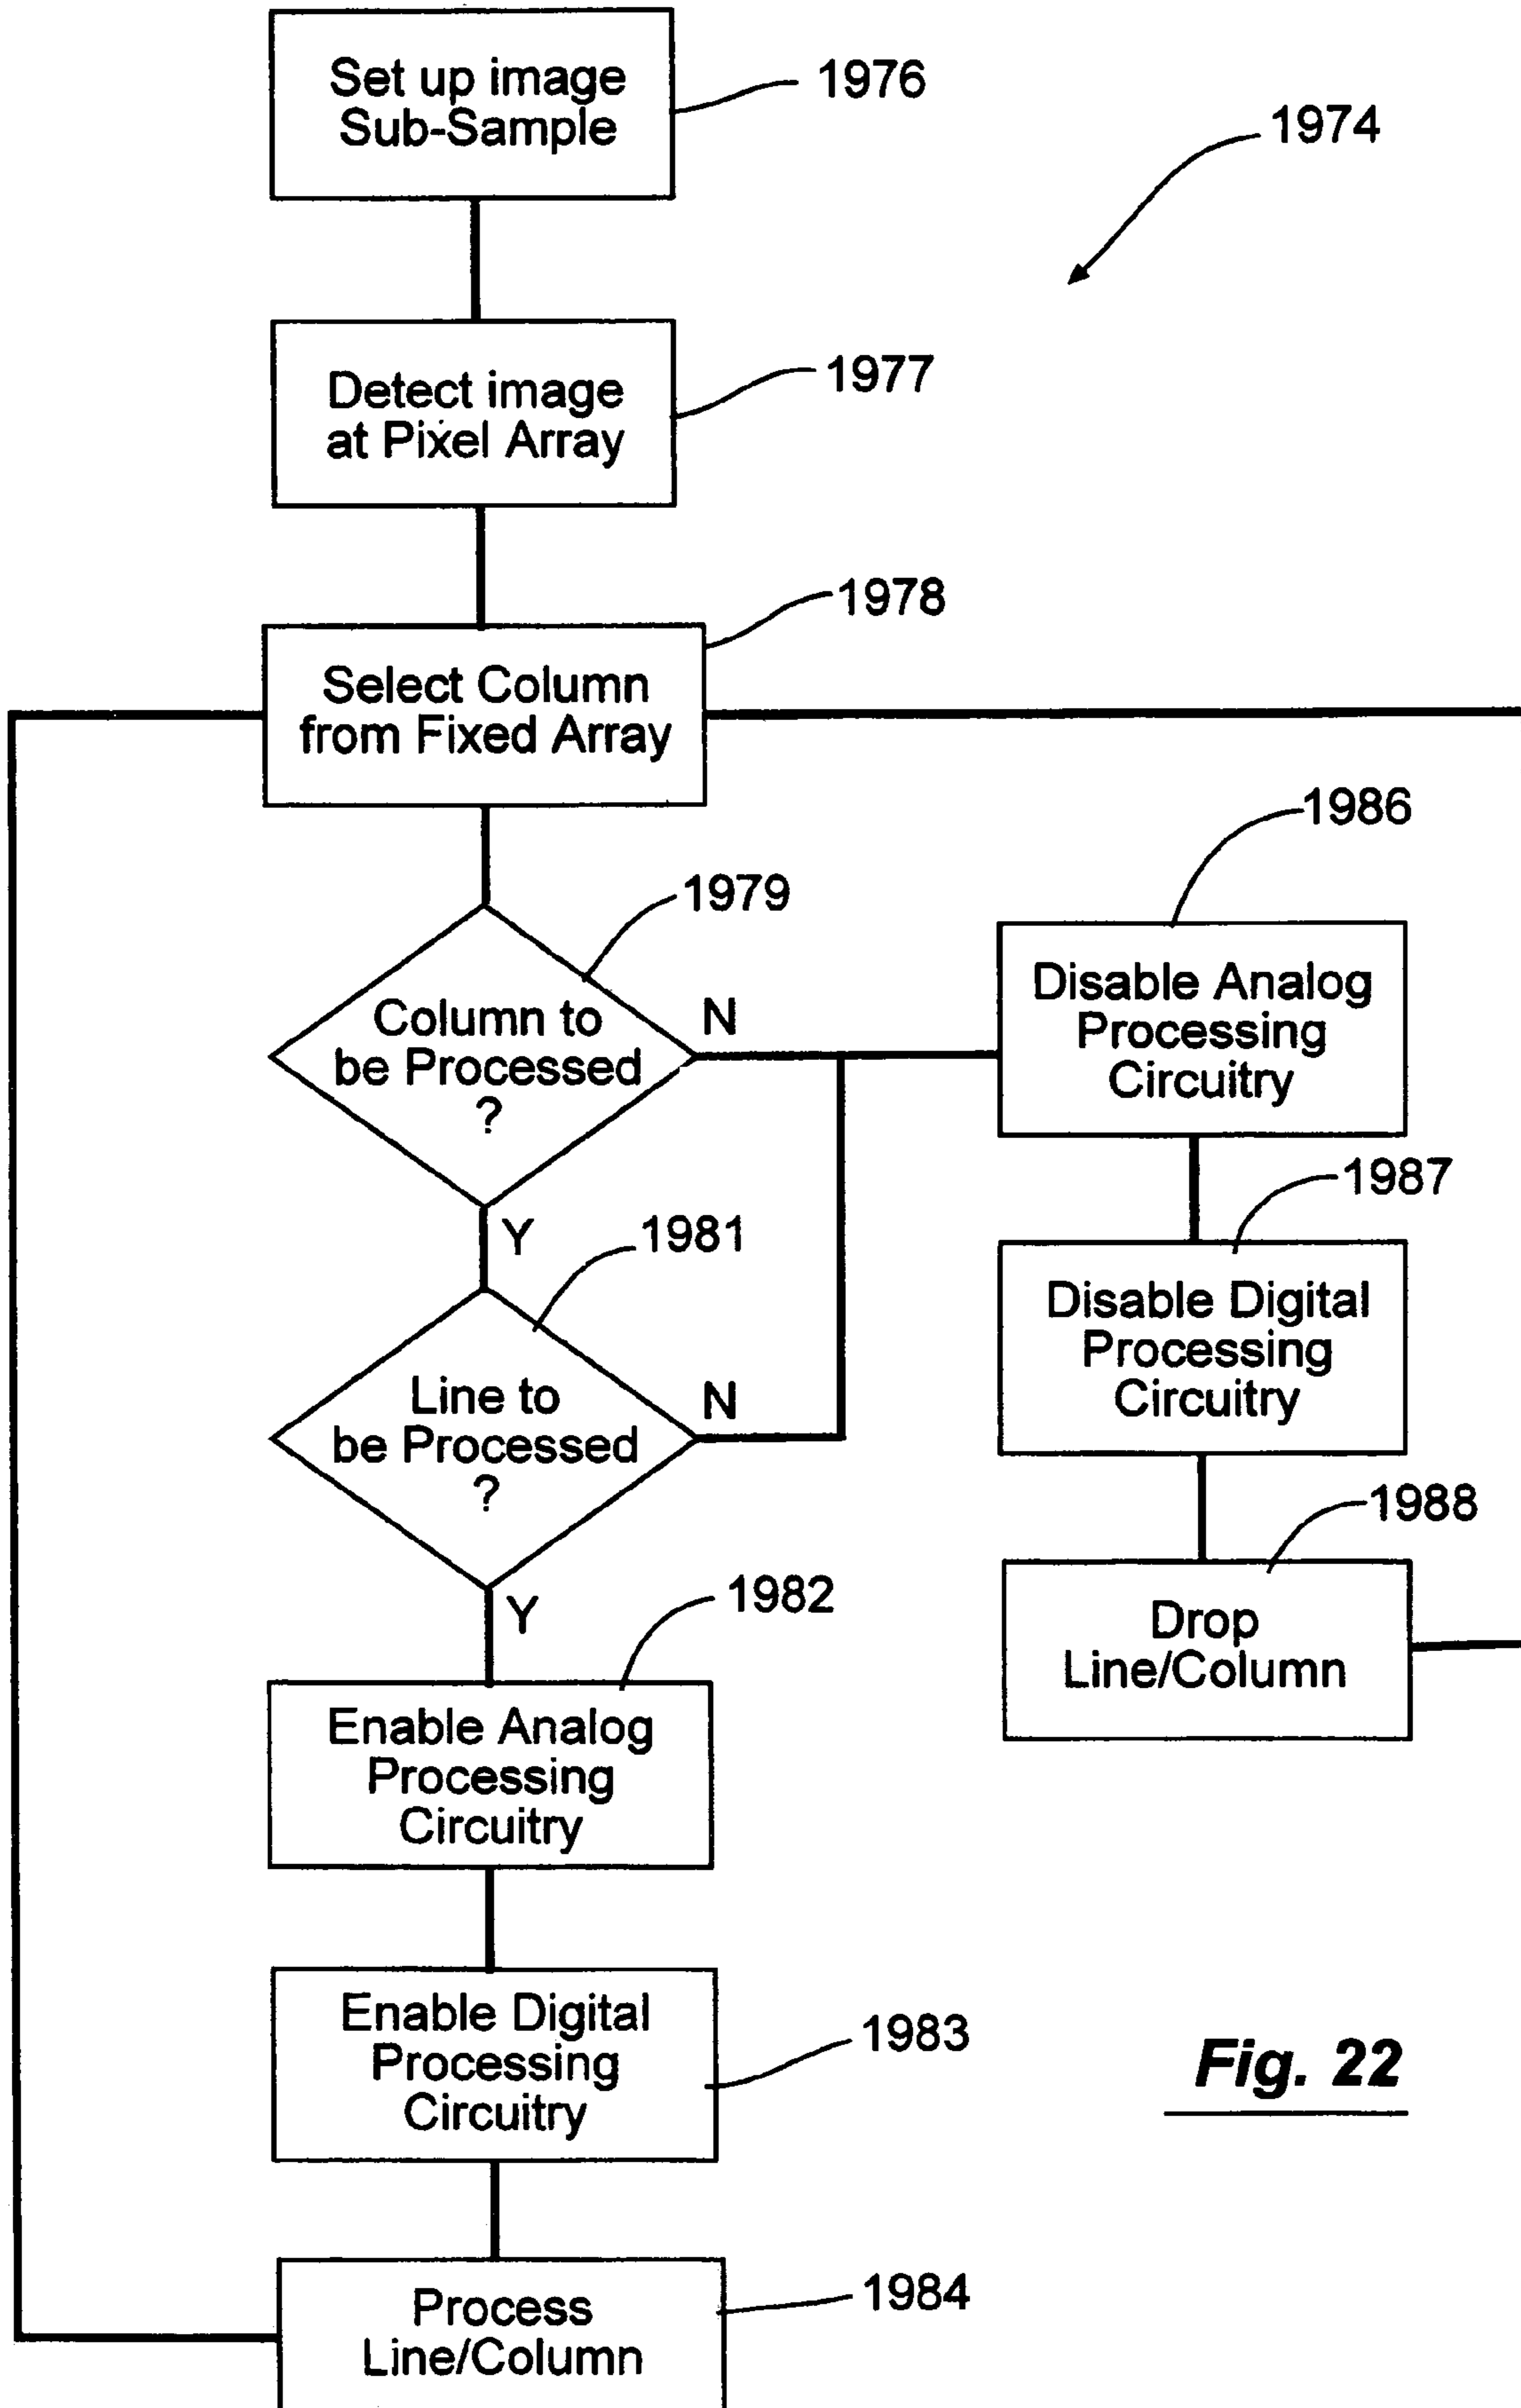 Set up image
Sub-Sample
1976
1974
Detect image
at Pixel Array
1977
1978
Select Column
from Fixed Array
1986
1979
Column to
be Processed
?
N
Disable Analog
Processing
Circuitry
Y
1981
1987
Line to
be Processed
?
N
Disable Digital
Processing
Circuitry
1988
Y
1982
Drop
Line/Column
Enable Analog
Processing
Circuitry
Enable Digital
Processing
Circuitry
1983
Fig. 22
Process
Line/Column
1984